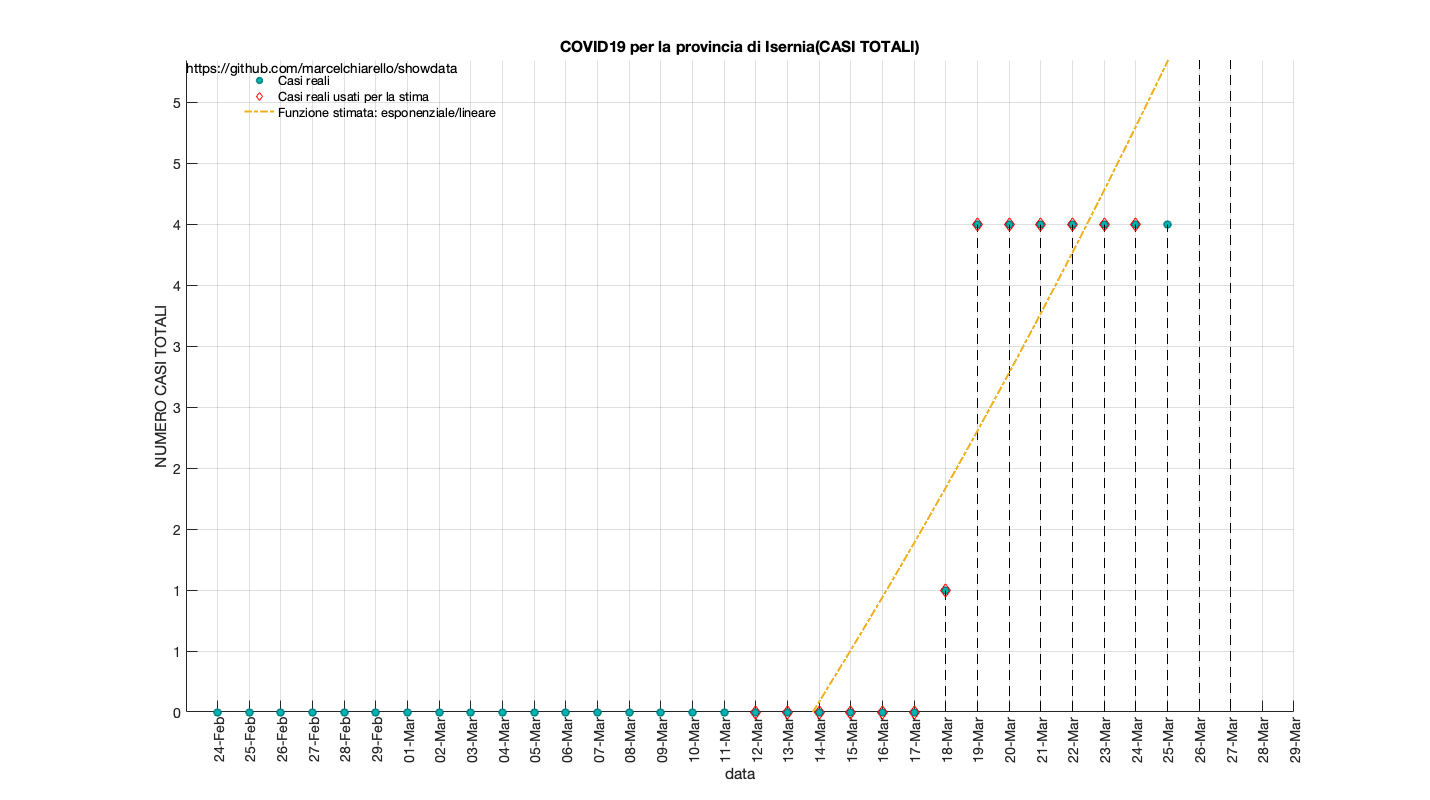 COVID19 per la provincia di Isernia(CASI TOTALI)
https://github.com/marcelchiarello/showdata
Casi reali
Casi reali usati per la stima
Funzione stimata: esponenziale/lineare
NUMERO CASI TOTALI
5
5
4
4
3
3
2
2
1
1
0
24-Feb
25-Feb
26-Feb
27-Feb
28-Feb
29-Feb
01-Mar
02-Mar
03-Mar
04-Mar
05-Mar
06-Mar
07-Mar
08-Mar
09-Mar
10-Mar
11-Mar
12-Mar
13-Mar
14-Mar
15-Mar
16-Mar
17-Mar
18-Mar
19-Mar
20-Mar
21-Mar
22-Mar
23-Mar
24-Mar
25-Mar
26-Mar
27-Mar
28-Mar
29-Mar
data